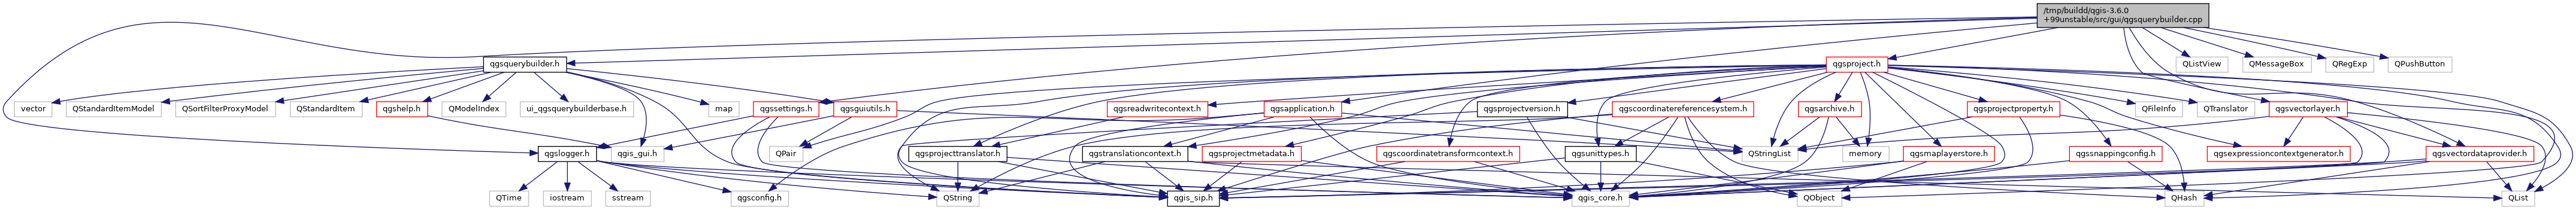 /tmp/buildd/qgis-3.6.0
+99unstable/src/gui/qgsquerybuilder.cpp
qgsquerybuilder.h
qgsproject.h
QListView
QMessageBox
QRegExp
QPushButton
vector
QStandardItemModel
QSortFilterProxyModel
QStandardItem
qgshelp.h
QModelIndex
ui_qgsquerybuilderbase.h
map
qgssettings.h
qgsguiutils.h
qgsreadwritecontext.h
qgsapplication.h
qgsprojectversion.h
qgscoordinatereferencesystem.h
qgsarchive.h
qgsprojectproperty.h
QFileInfo
QTranslator
qgsvectorlayer.h
qgslogger.h
qgis_gui.h
QPair
qgsprojecttranslator.h
qgstranslationcontext.h
qgsprojectmetadata.h
qgscoordinatetransformcontext.h
qgsunittypes.h
QStringList
memory
qgsmaplayerstore.h
qgssnappingconfig.h
qgsexpressioncontextgenerator.h
qgsvectordataprovider.h
QTime
iostream
sstream
qgsconfig.h
QString
qgis_sip.h
qgis_core.h
QObject
QHash
QList